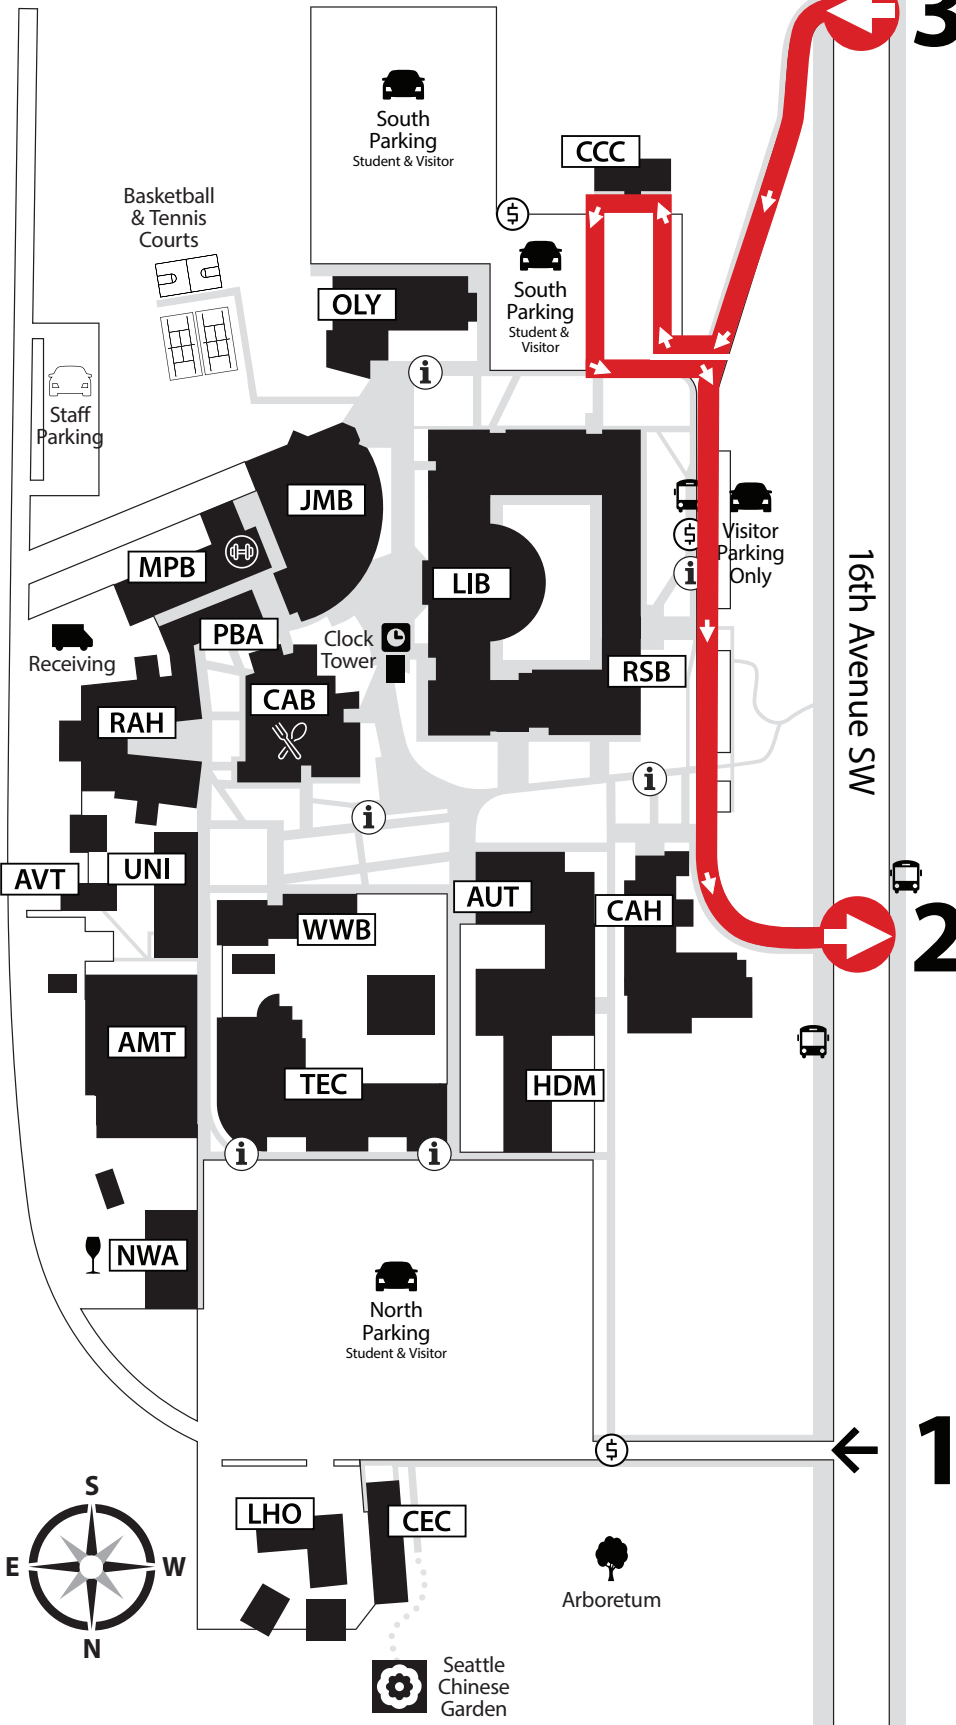 3
South
Parking
Student & Visitor
CCC
Basketball
& Tennis
Courts
$
South
Parking
Student &
Visitor
OLY
i
Staff
Parking
JMB
MPB
LIB
$
i
Visitor
Parking
Only
16th Avenue SW
PBA
Clock
Tower
Receiving
RSB
CAB
RAH
i
i
UNI
AVT
AUT
CAH
WWB
2
AMT
TEC
HDM
i
i
NWA
North
Parking
Student & Visitor
1
$
S
E
W
N
LHO
CEC
Arboretum
Seattle
Chinese
Garden